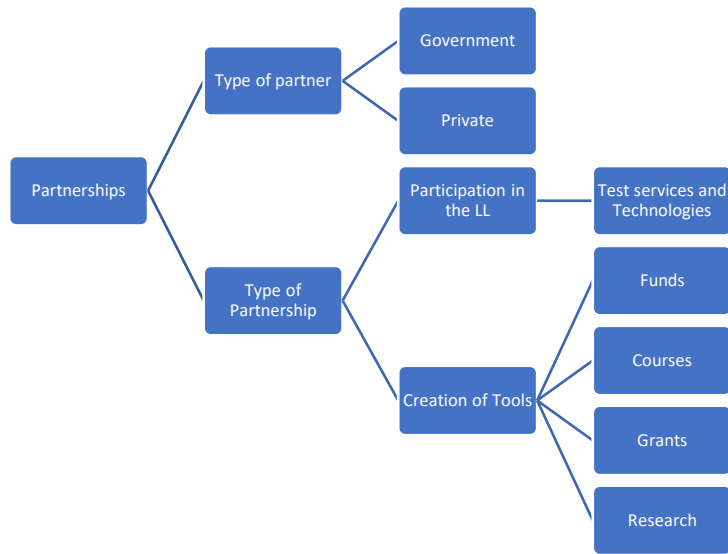 Government
Type of partner
Private
Partnerships
Participation in
the LL
Test services and
Technologies
Type of
Partnership
Funds
Courses
Creation of Tools
Grants
Research